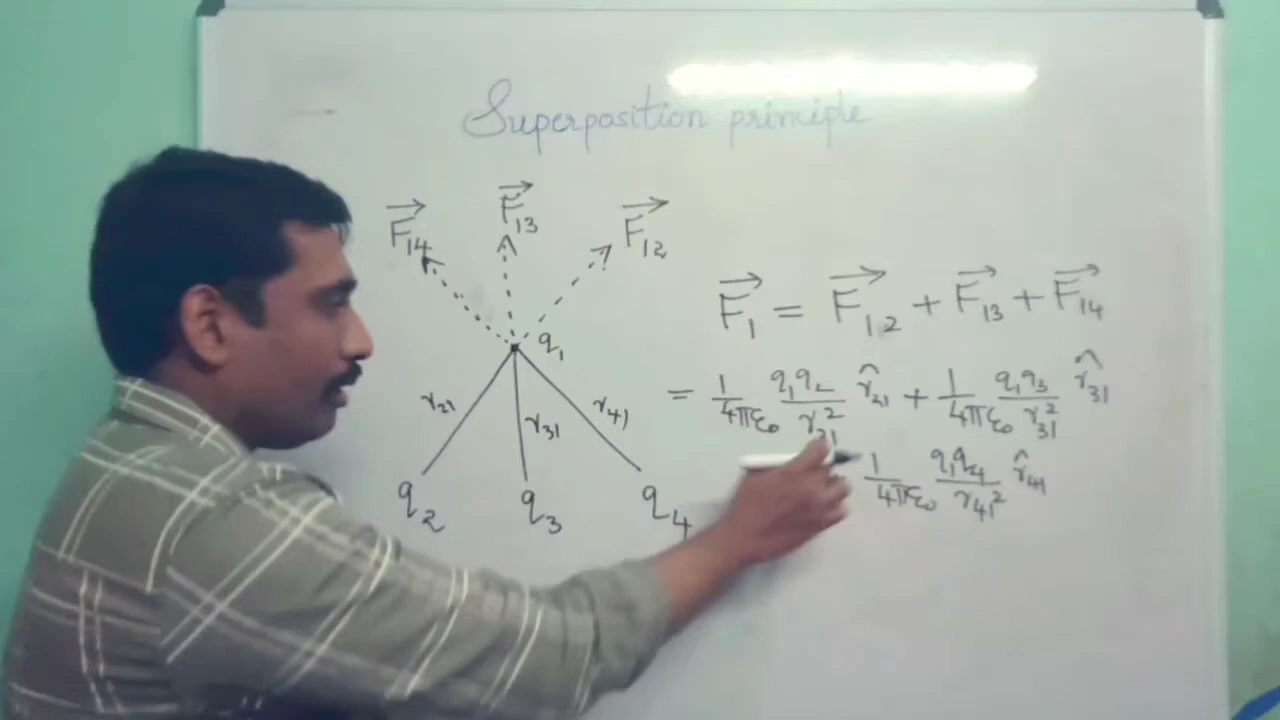 Superposition principle
F⃗₁₄ F⃗₁₃ F⃗₁₂
q₁
F⃗₁ = F⃗₁₂ + F⃗₁₃ + F⃗₁₄
r₂₁ r₃₁ r₄₁
= 1/4πε₀ q₁q₂/r₂₁² r̂₂₁ + 1/4πε₀ q₁q₃/r₃₁² r̂₃₁
1/4πε₀ q₁q₄/r₄₁² r̂₄₁
q₂ q₃ q₄